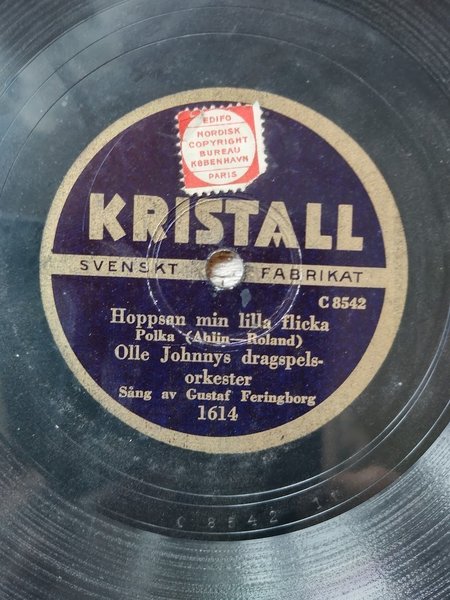 EDIFO
NORDISK
COPYRIGHT
BUREAU
KØBENHAVN
PARIS
KRISTALL
SVENSKT FABRIKAT
C 8542
Hoppsan min lilla flicka
Polka (Ahlin—Roland)
Olle Johnnys dragspels-
orkester
Sång av Gustaf Feringborg
1614
C 8542